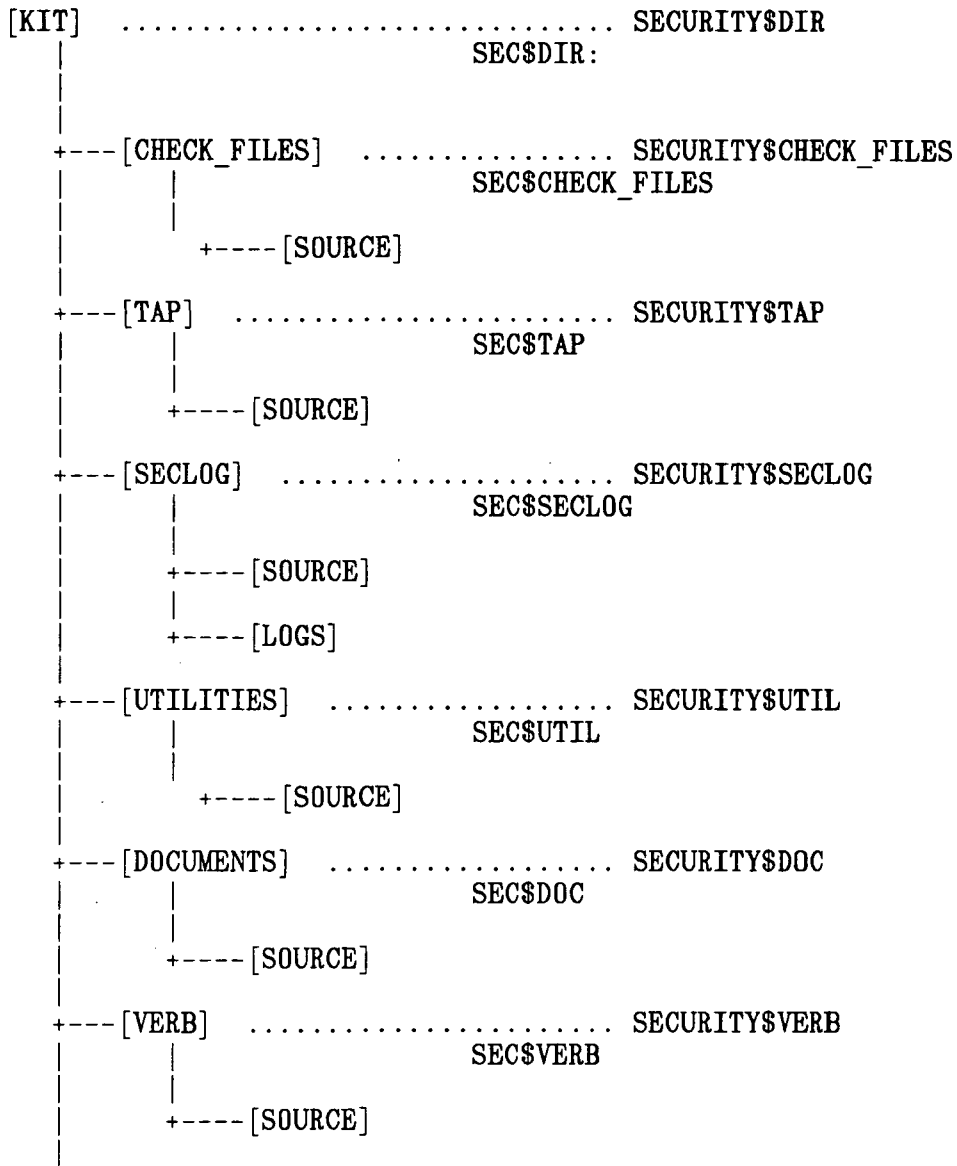 [KIT] ............................... SECURITY$DIR
SEC$DIR:
+---[CHECK_FILES] ................ SECURITY$CHECK_FILES
SEC$CHECK_FILES
+----[SOURCE]
+---[TAP] ........................ SECURITY$TAP
SEC$TAP
+----[SOURCE]
+---[SECLOG] ..................... SECURITY$SECLOG
SEC$SECLOG
+----[SOURCE]
+----[LOGS]
+---[UTILITIES] .................. SECURITY$UTIL
SEC$UTIL
+----[SOURCE]
+---[DOCUMENTS] .................. SECURITY$DOC
SEC$DOC
+----[SOURCE]
+---[VERB] ....................... SECURITY$VERB
SEC$VERB
+----[SOURCE]